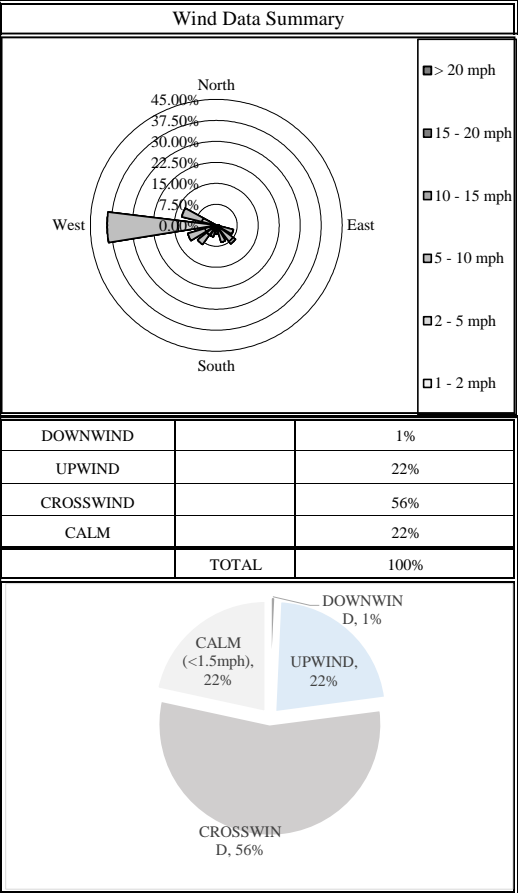 Wind Data Summary
North
45.00%
37.50%
30.00%
22.50%
15.00%
7.50%
0.00%
West
East
South
> 20 mph
15 - 20 mph
10 - 15 mph
5 - 10 mph
2 - 5 mph
1 - 2 mph
DOWNWIND 1%
UPWIND 22%
CROSSWIND 56%
CALM 22%
TOTAL 100%
DOWNWIN
D, 1%
CALM
(<1.5mph),
22%
UPWIND,
22%
CROSSWIN
D, 56%